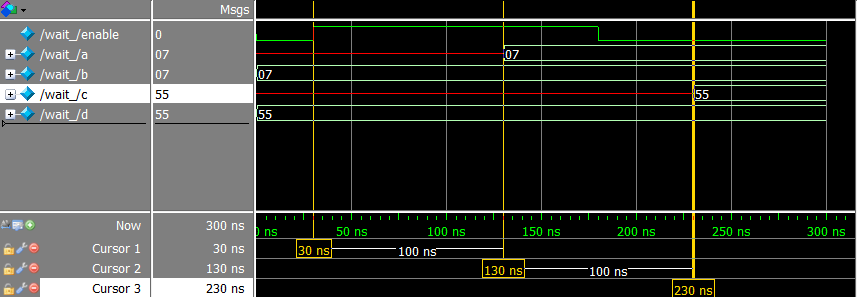 Msgs
/wait_/enable 0
/wait_/a 07 07
/wait_/b 07 07
/wait_/c 55 55
/wait_/d 55 55
Now 300 ns 0 ns 50 ns 100 ns 150 ns 200 ns 250 ns 300 ns
Cursor 1 30 ns 30 ns 100 ns
Cursor 2 130 ns 130 ns 100 ns
Cursor 3 230 ns 230 ns